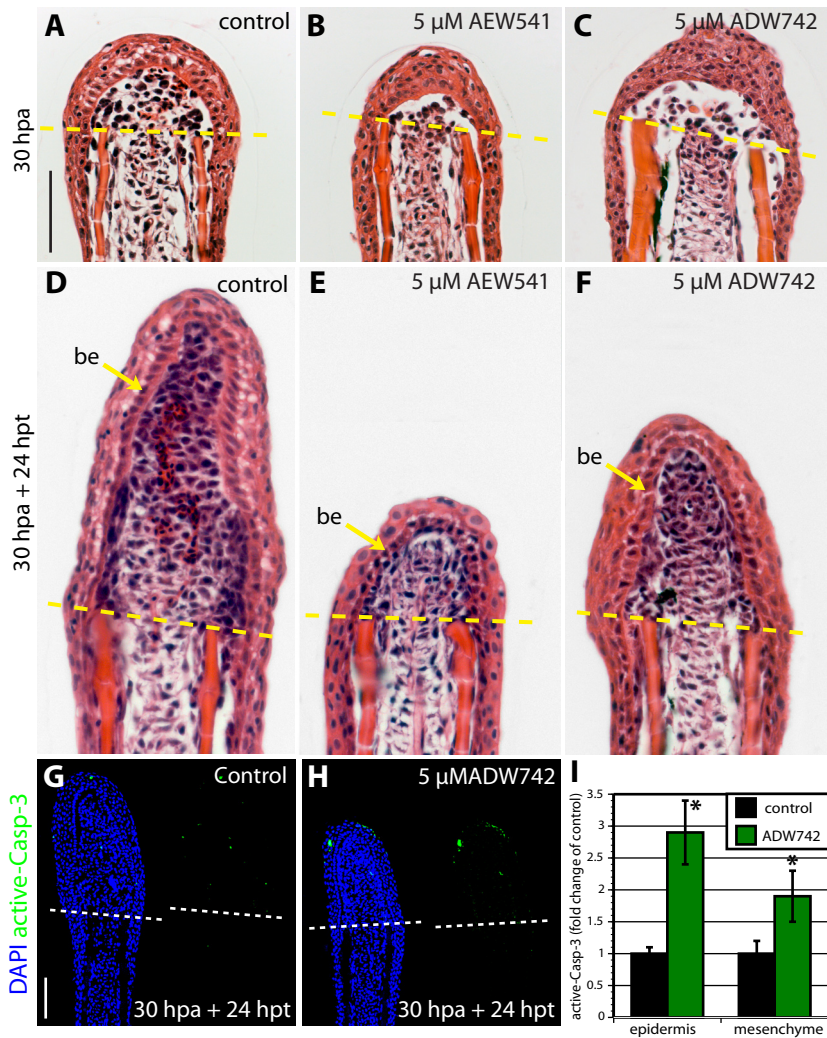 A
control
B
5 µM AEW541
C
5 µM ADW742
30 hpa
D
control
be
E
5 µM AEW541
be
F
5 µM ADW742
be
30 hpa + 24 hpt
G
Control
30 hpa + 24 hpt
H
5 µMADW742
30 hpa + 24 hpt
DAPI active-Casp-3
I
active-Casp-3 (fold change of control)
3.5
3
2.5
2
1.5
1
0.5
0
control
ADW742
*
*
epidermis
mesenchyme